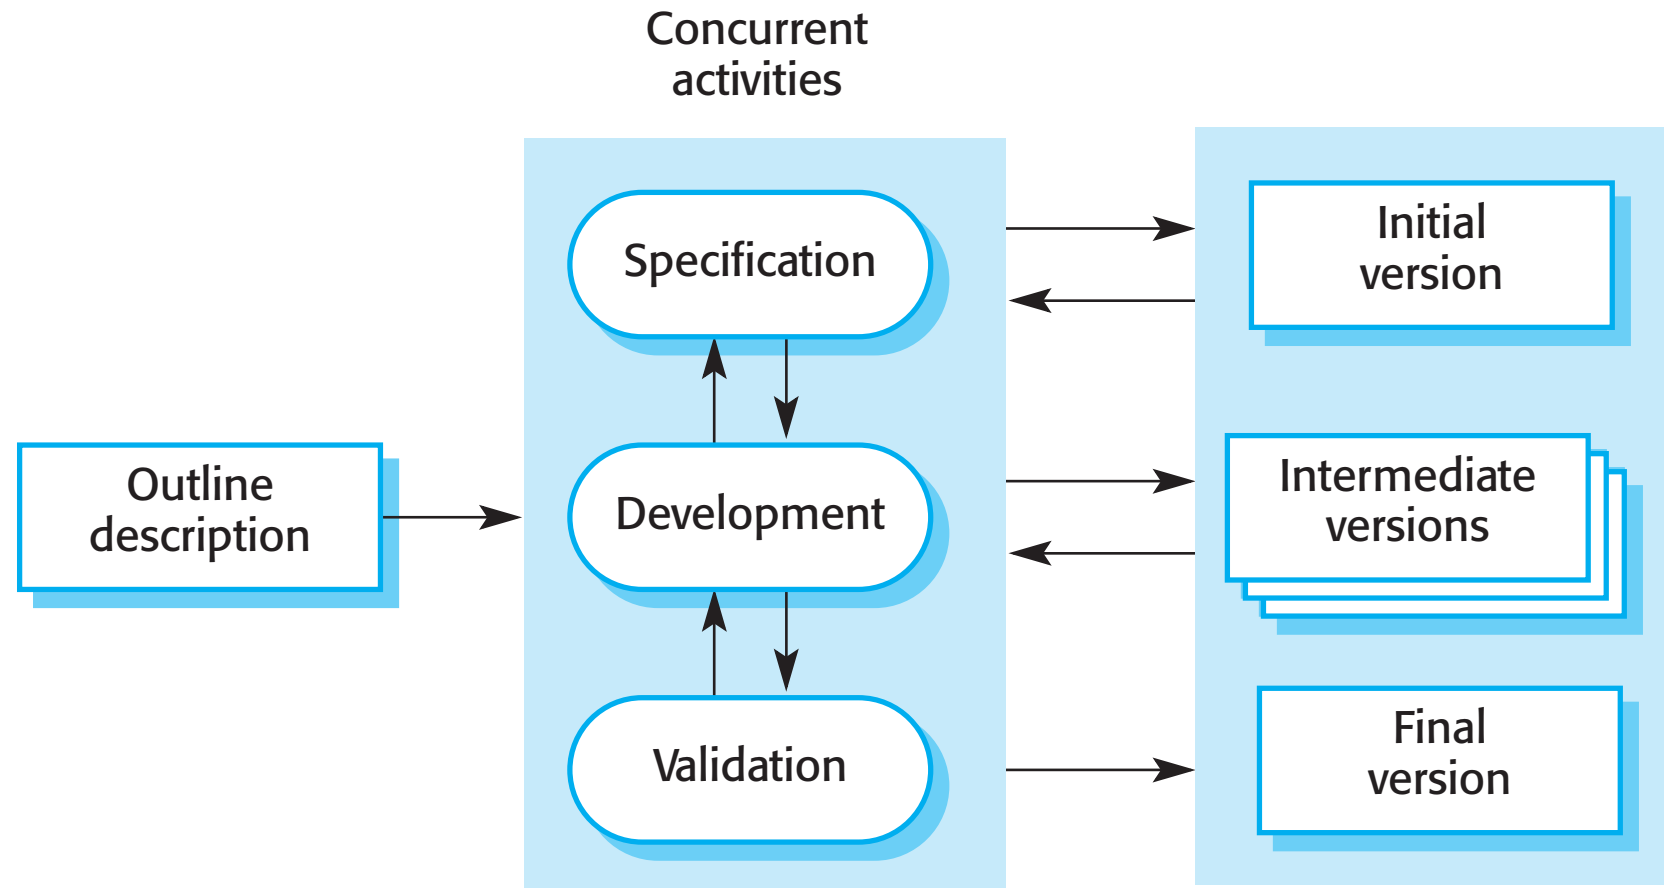 Concurrent
activities
Specification
Initial
version
Outline
description
Development
Intermediate
versions
Validation
Final
version